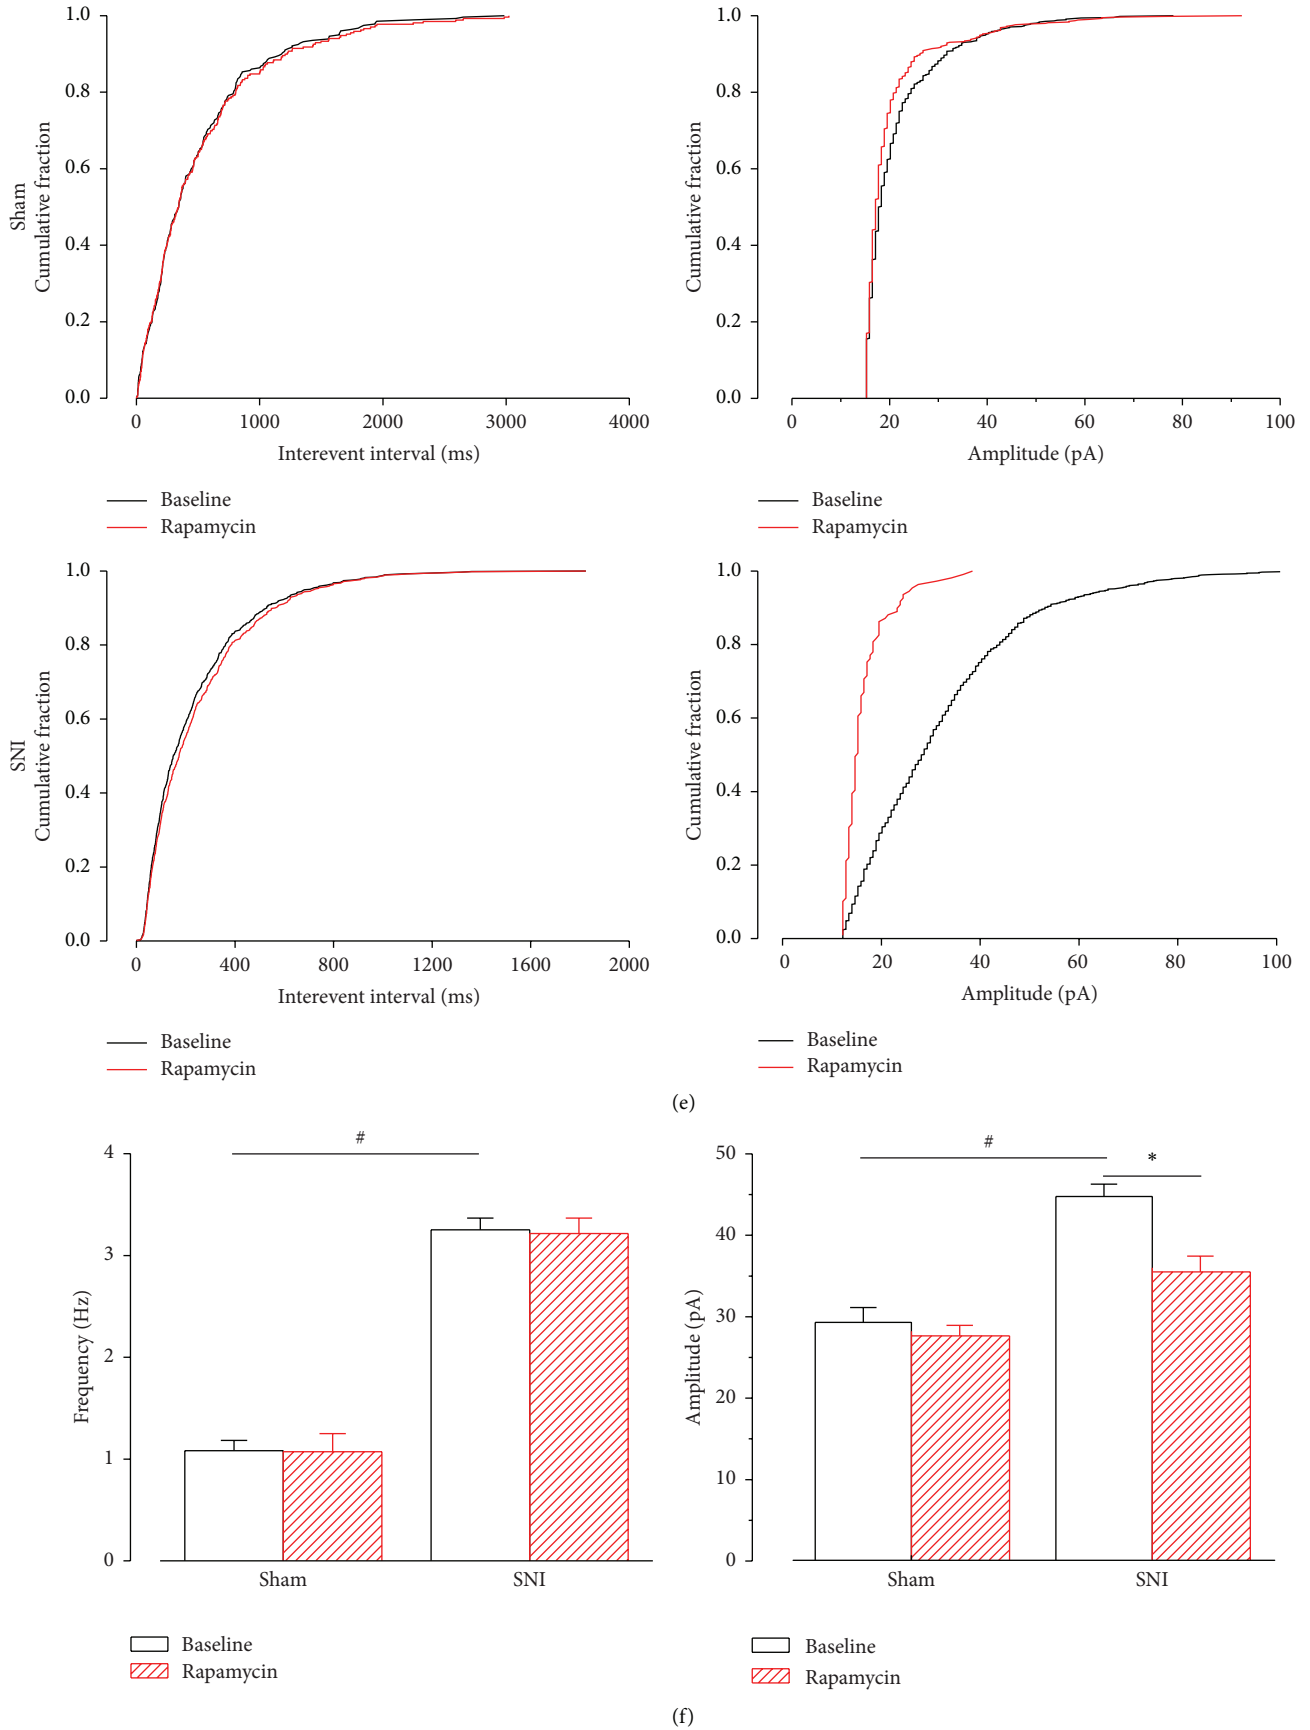 Sham
Cumulative fraction
1.0
0.8
0.6
0.4
0.2
0.0
0 1000 2000 3000 4000
Interevent interval (ms)
Baseline
Rapamycin
Cumulative fraction
1.0
0.8
0.6
0.4
0.2
0.0
0 20 40 60 80 100
Amplitude (pA)
Baseline
Rapamycin
SNI
Cumulative fraction
1.0
0.8
0.6
0.4
0.2
0.0
0 400 800 1200 1600 2000
Interevent interval (ms)
Baseline
Rapamycin
Cumulative fraction
1.0
0.8
0.6
0.4
0.2
0.0
0 20 40 60 80 100
Amplitude (pA)
Baseline
Rapamycin
(e)
Frequency (Hz)
4
3
2
1
0
#
Sham SNI
Baseline
Rapamycin
Amplitude (pA)
50
40
30
20
10
0
#
*
Sham SNI
Baseline
Rapamycin
(f)